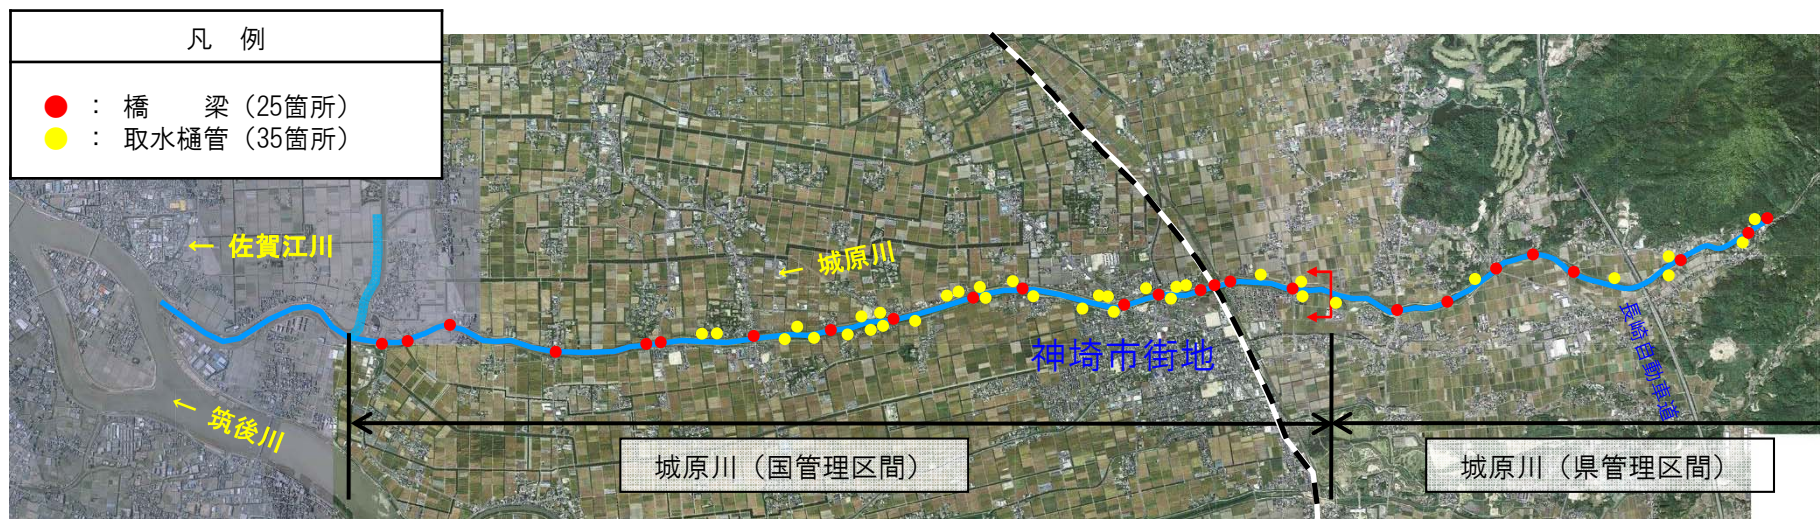 凡　例
● ： 橋　　梁（25箇所）
● ： 取水樋管（35箇所）
← 佐賀江川
← 城原川
← 筑後川
神埼市街地
長崎自動車道
城原川（国管理区間）
城原川（県管理区間）